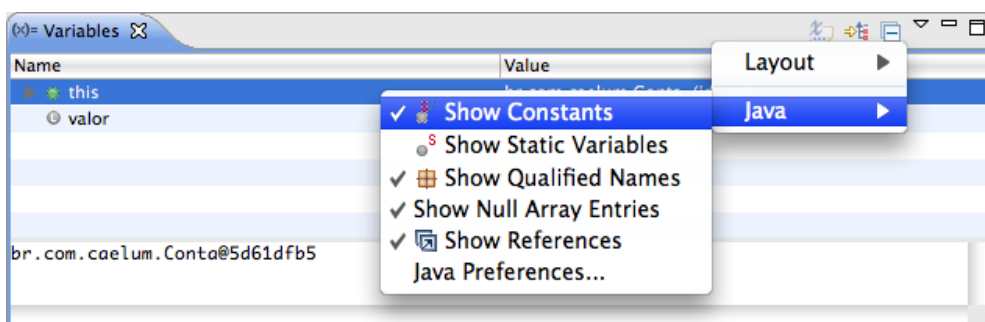 (x)= Variables
Name Value
Layout
this
Java
valor
Show Constants
Show Static Variables
Show Qualified Names
Show Null Array Entries
Show References
Java Preferences...
br.com.caelum.Conta@5d61dfb5